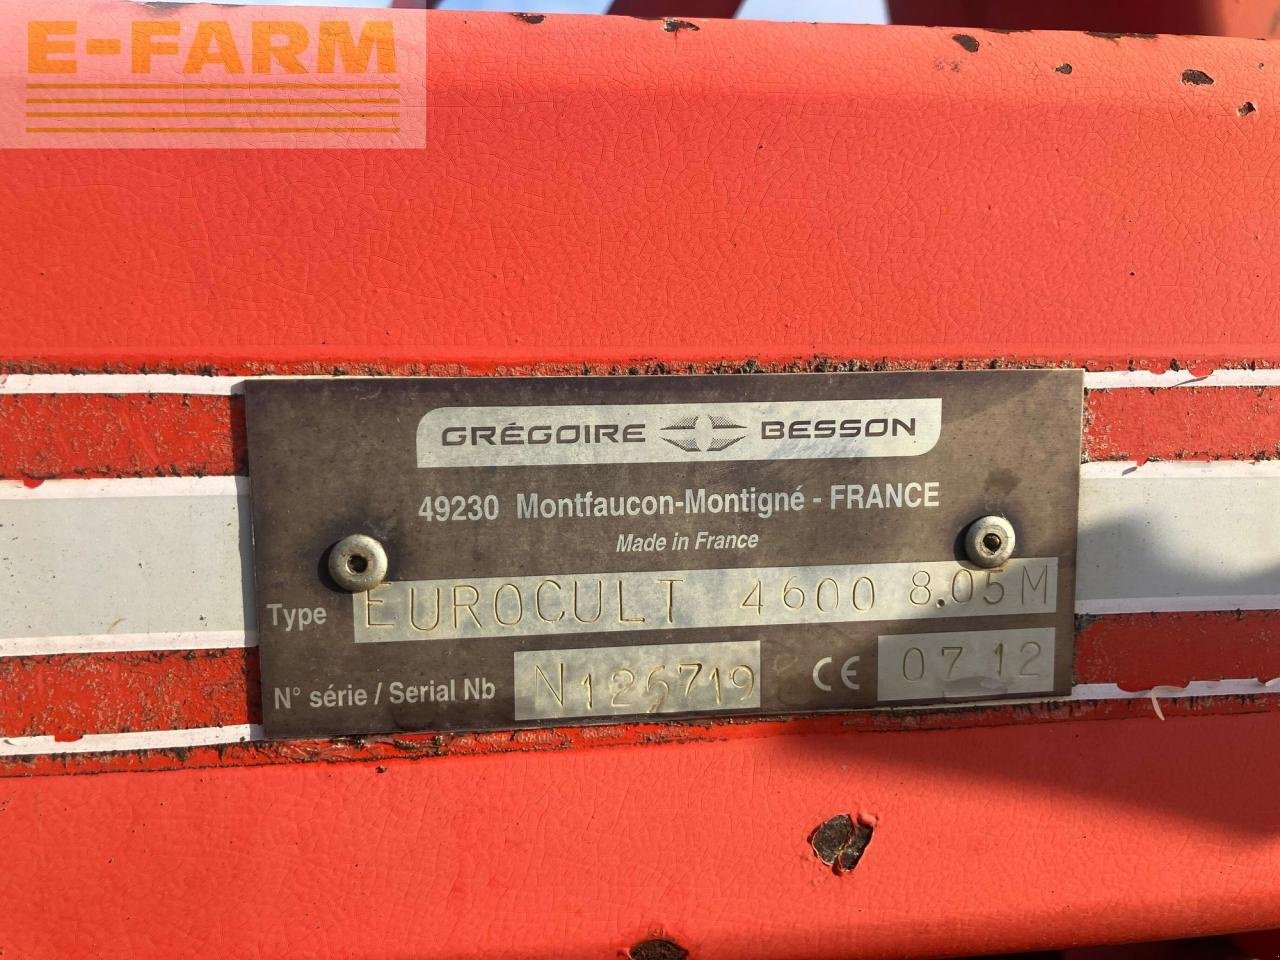 E-FARM
GRÉGOIRE BESSON
49230 Montfaucon-Montigné - FRANCE
Made in France
Type EUROCULT 4600 8.05M
N° série / Serial Nb N126719 CE 07 12